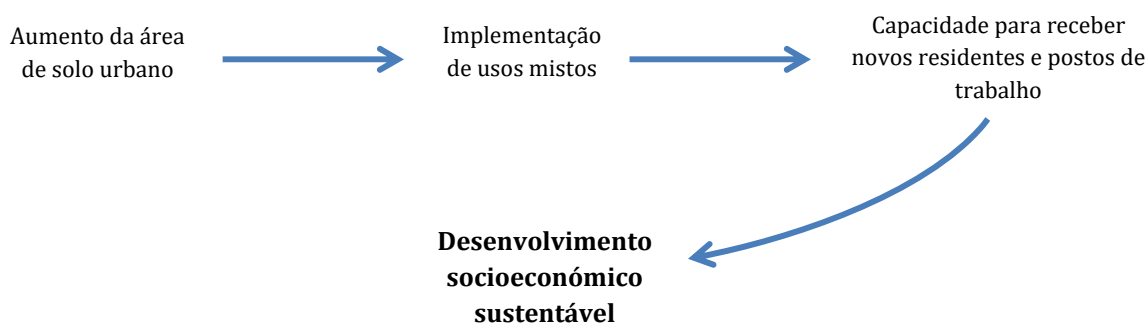 Aumento da área
de solo urbano
Implementação
de usos mistos
Capacidade para receber
novos residentes e postos de
trabalho
Desenvolvimento
socioeconómico
sustentável